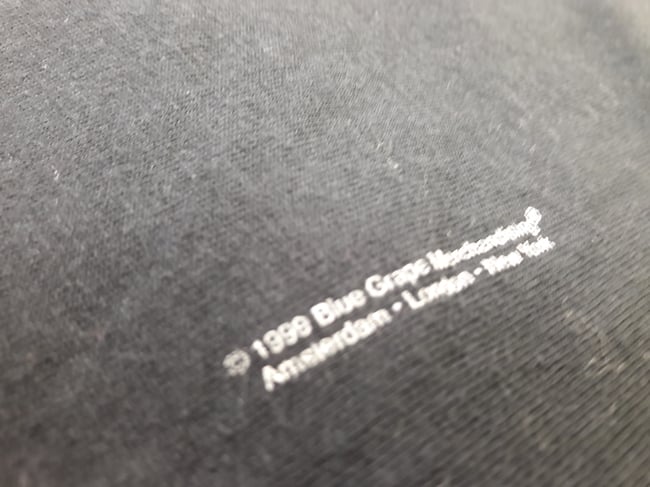 © 1999 Blue Grape Merchandising®
Amsterdam • London • New York